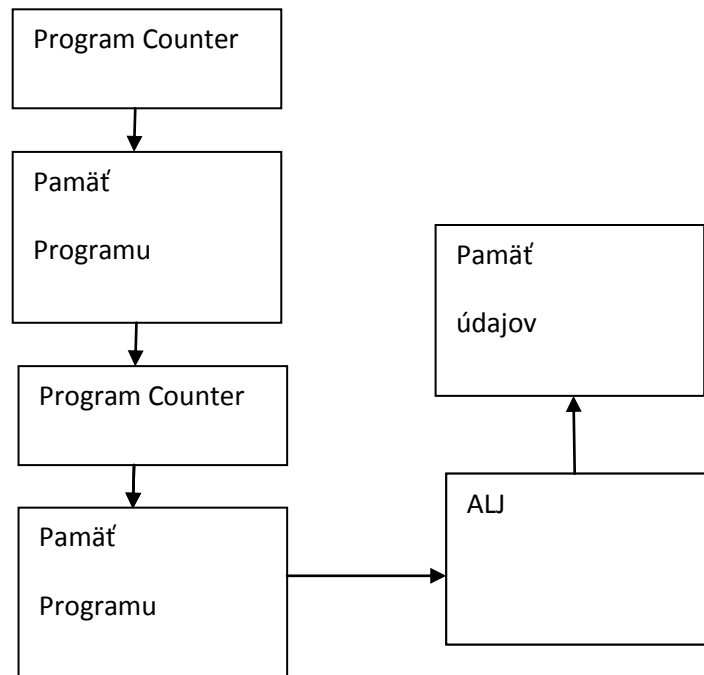 Program Counter
Pamäť
Programu
Program Counter
Pamäť
Programu
Pamäť
údajov
ALJ